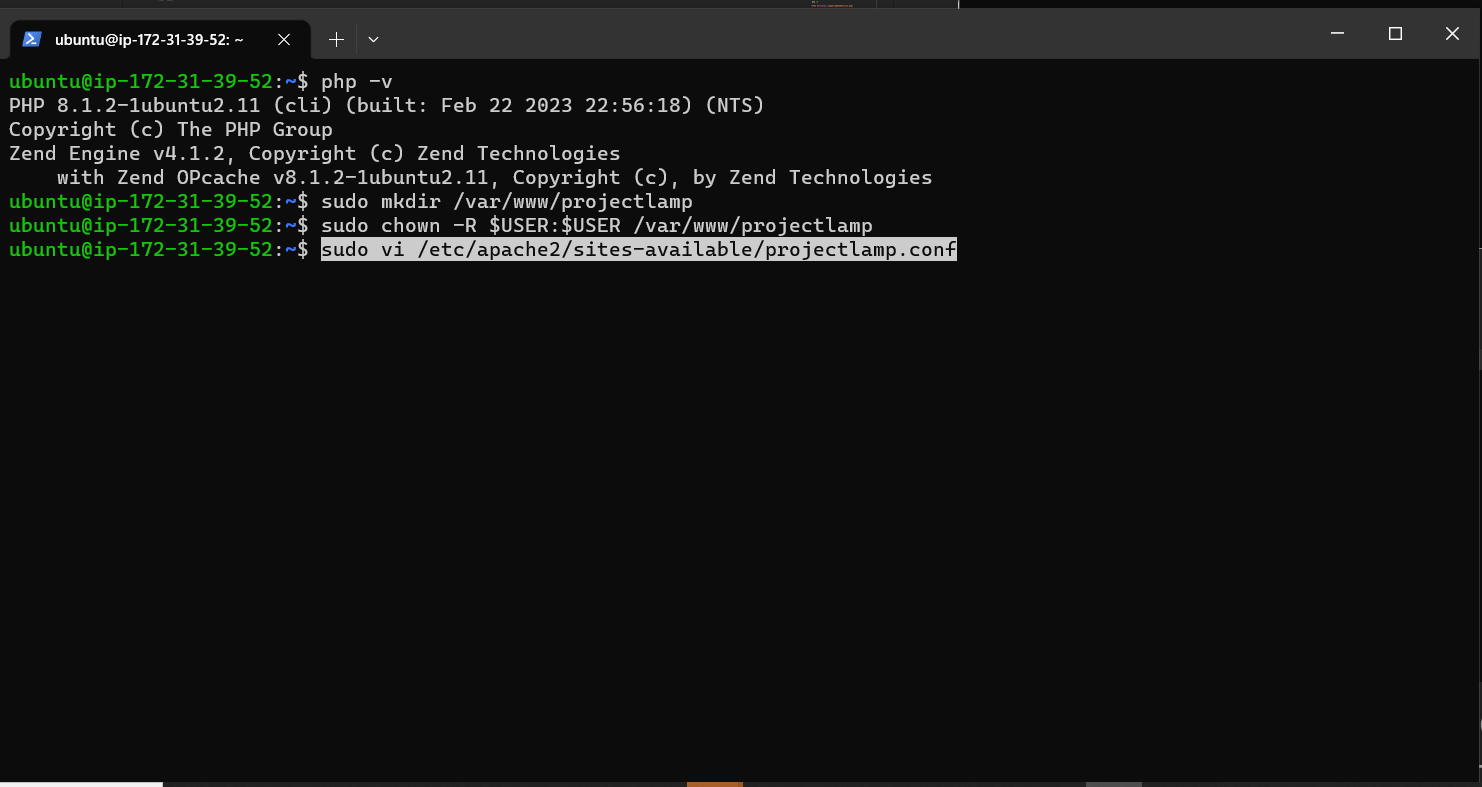 ubuntu@ip-172-31-39-52: ~
ubuntu@ip-172-31-39-52:~$ php -v
PHP 8.1.2-1ubuntu2.11 (cli) (built: Feb 22 2023 22:56:18) (NTS)
Copyright (c) The PHP Group
Zend Engine v4.1.2, Copyright (c) Zend Technologies
    with Zend OPcache v8.1.2-1ubuntu2.11, Copyright (c), by Zend Technologies
ubuntu@ip-172-31-39-52:~$ sudo mkdir /var/www/projectlamp
ubuntu@ip-172-31-39-52:~$ sudo chown -R $USER:$USER /var/www/projectlamp
ubuntu@ip-172-31-39-52:~$ sudo vi /etc/apache2/sites-available/projectlamp.conf